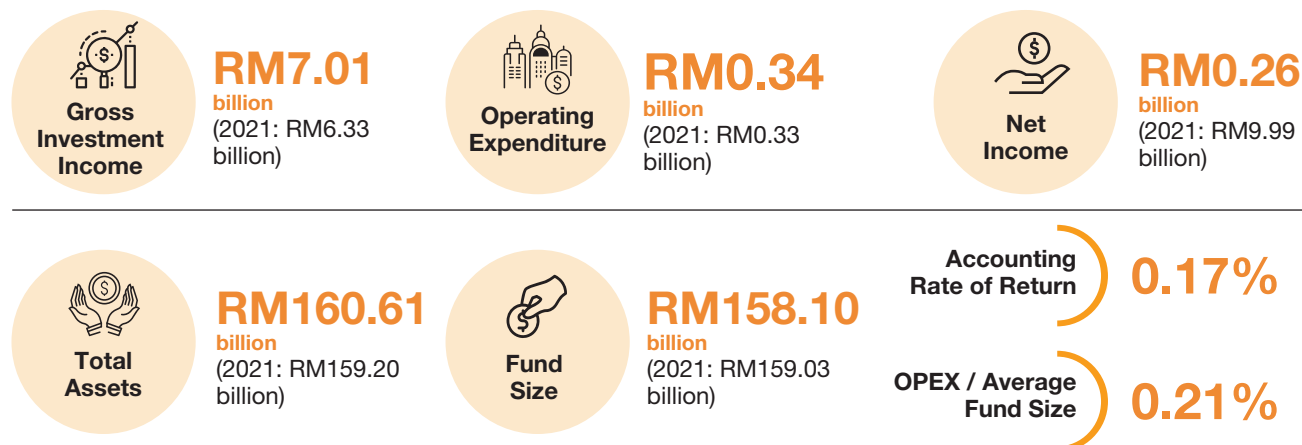 Gross
Investment
Income
RM7.01
billion
(2021: RM6.33
billion)
Operating
Expenditure
RM0.34
billion
(2021: RM0.33
billion)
Net
Income
RM0.26
billion
(2021: RM9.99
billion)
Total
Assets
RM160.61
billion
(2021: RM159.20
billion)
Fund
Size
RM158.10
billion
(2021: RM159.03
billion)
Accounting
Rate of Return
0.17%
OPEX / Average
Fund Size
0.21%